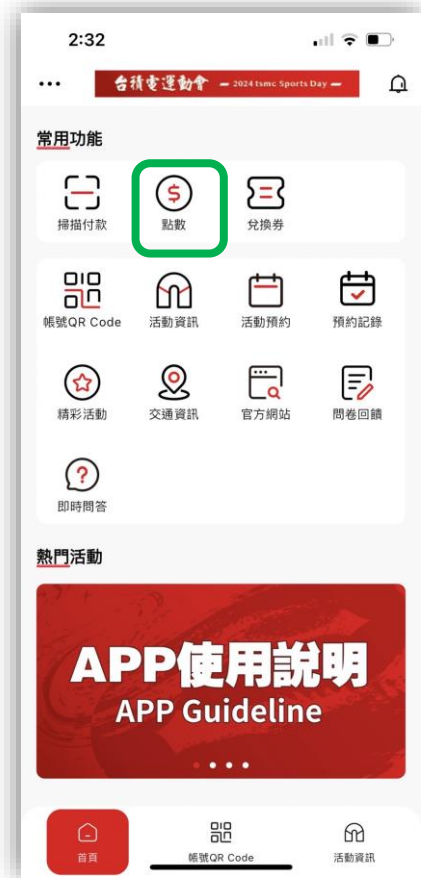 2:32
台積電運動會 — 2024 tsmc Sports Day —
常用功能
掃描付款 點數 兌換券
帳號QR Code 活動資訊 活動預約 預約記錄
精彩活動 交通資訊 官方網站 問卷回饋
即時問答
熱門活動
APP使用說明
APP Guideline
首頁 帳號QR Code 活動資訊